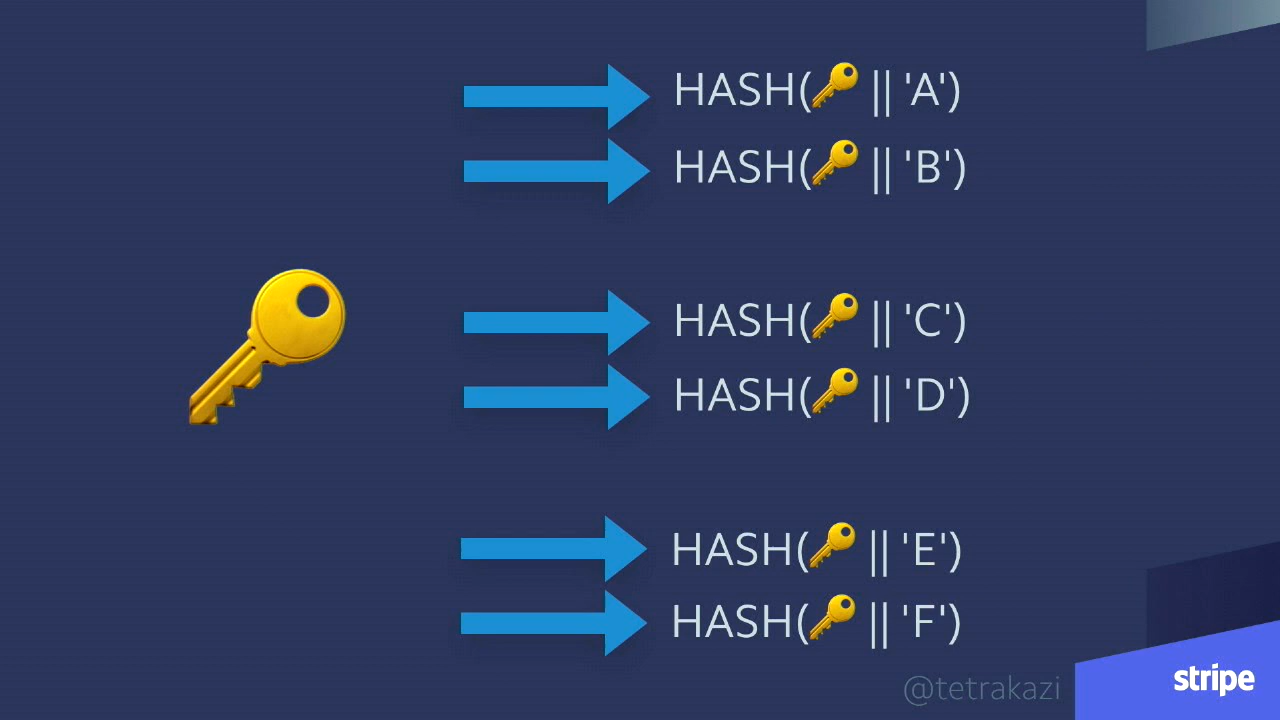 HASH(🔑 || 'A')
HASH(🔑 || 'B')
HASH(🔑 || 'C')
HASH(🔑 || 'D')
HASH(🔑 || 'E')
HASH(🔑 || 'F')
@tetrakazi
stripe